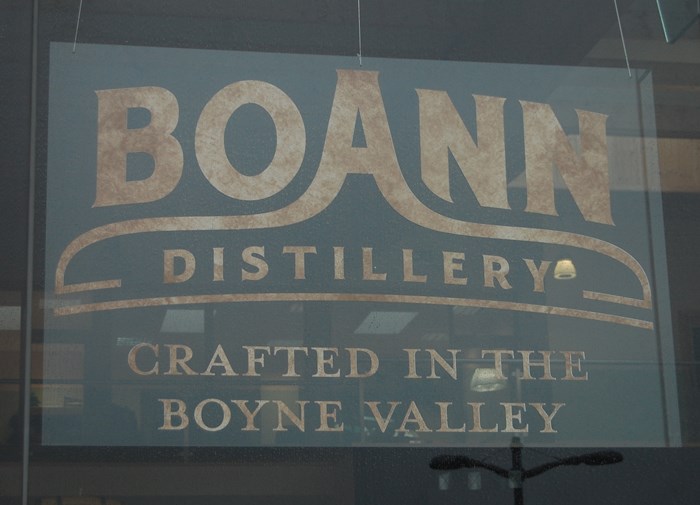 BOANN
DISTILLERY
CRAFTED IN THE
BOYNE VALLEY